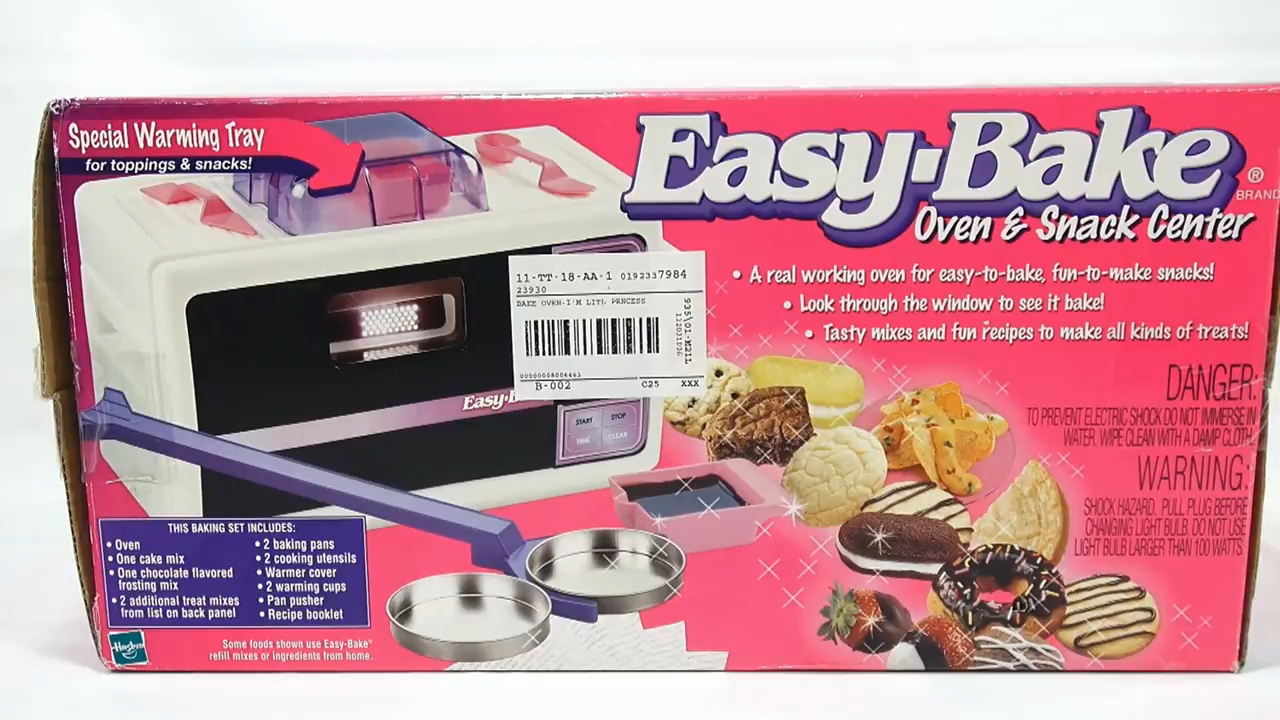 Special Warming Tray
for toppings & snacks!
Easy-Bake
® BRAND
Oven & Snack Center
• A real working oven for easy-to-bake, fun-to-make snacks!
• Look through the window to see it bake!
• Tasty mixes and fun recipes to make all kinds of treats!
11-TT-18-AA-1 0192337984
23930
BAKE OVEN-I'M LITL PRNCESS
B-002 C25 XXX
Easy-B
START STOP
TIME CLEAR
DANGER:
TO PREVENT ELECTRIC SHOCK DO NOT IMMERSE IN
WATER. WIPE CLEAN WITH A DAMP CLOTH.
WARNING:
SHOCK HAZARD. PULL PLUG BEFORE
CHANGING LIGHT BULB. DO NOT USE
LIGHT BULB LARGER THAN 100 WATTS.
THIS BAKING SET INCLUDES:
• Oven
• One cake mix
• One chocolate flavored
frosting mix
• 2 additional treat mixes
from list on back panel
• 2 baking pans
• 2 cooking utensils
• Warmer cover
• 2 warming cups
• Pan pusher
• Recipe booklet
Hasbro
Some foods shown use Easy-Bake®
refill mixes or ingredients from home.